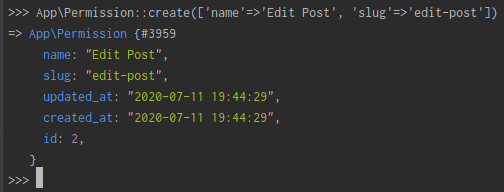 >>> App\Permission::create(['name'=>'Edit Post', 'slug'=>'edit-post'])
=> App\Permission {#3959
name: "Edit Post",
slug: "edit-post",
updated_at: "2020-07-11 19:44:29",
created_at: "2020-07-11 19:44:29",
id: 2,
}
>>>